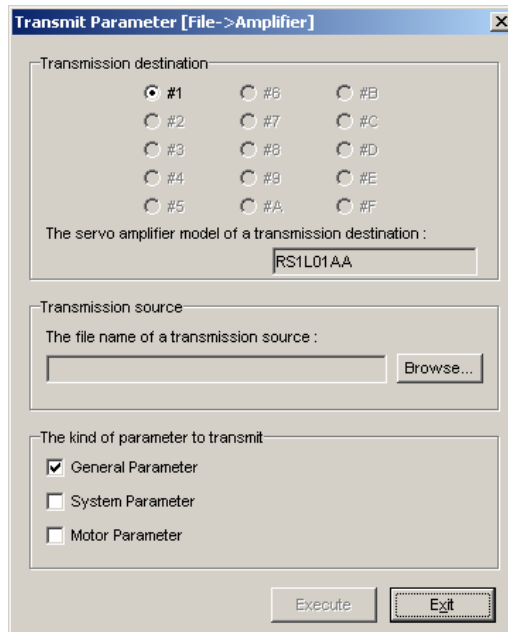 Transmit Parameter [File->Amplifier]
Transmission destination
#1 #6 #B
#2 #7 #C
#3 #8 #D
#4 #9 #E
#5 #A #F
The servo amplifier model of a transmission destination :
RS1L01AA
Transmission source
The file name of a transmission source :
Browse...
The kind of parameter to transmit
General Parameter
System Parameter
Motor Parameter
Execute Exit